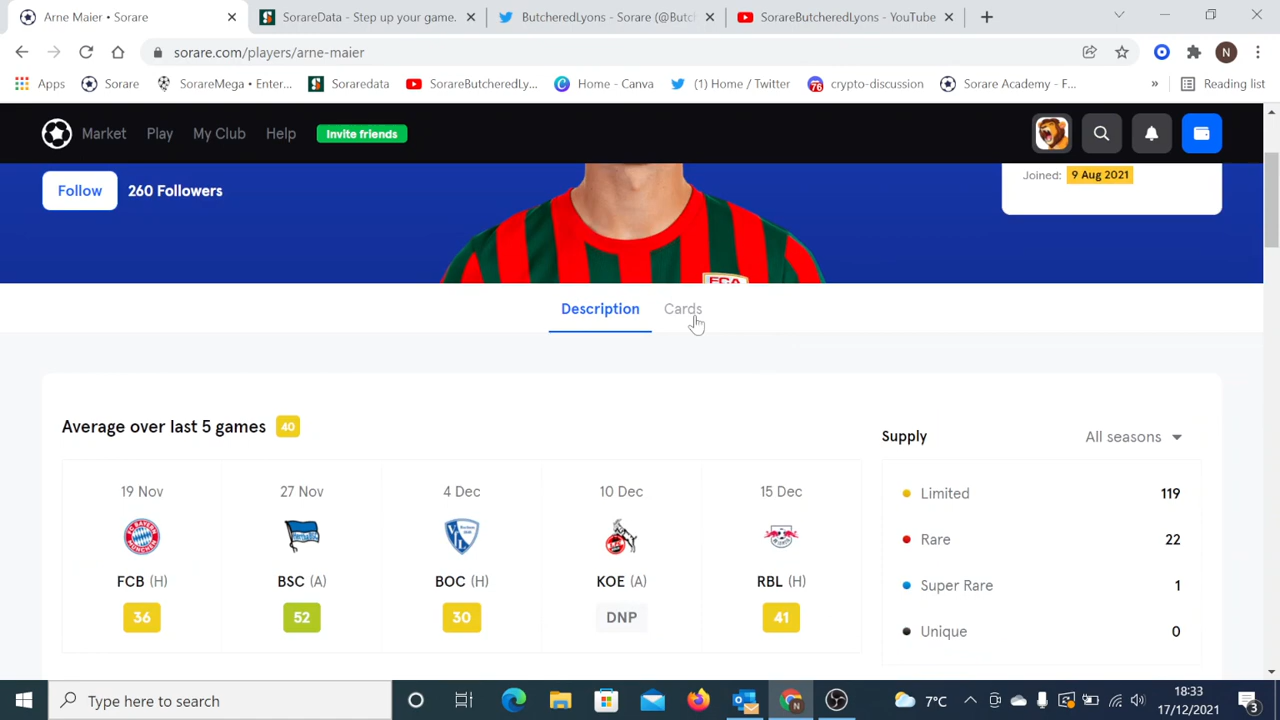 Arne Maier • Sorare
SorareData - Step up your game.
ButcheredLyons - Sorare (@Butc
SorareButcheredLyons - YouTube
sorare.com/players/arne-maier
N
Apps
Sorare
SorareMega • Enter...
Soraredata
SorareButcheredLy...
Home - Canva
(1) Home / Twitter
76
crypto-discussion
Sorare Academy - F...
»
Reading list
Market
Play
My Club
Help
Invite friends
Follow
260 Followers
Joined: 9 Aug 2021
FCA
Description
Cards
Average over last 5 games 40
Supply
All seasons
19 Nov
27 Nov
4 Dec
10 Dec
15 Dec
FCB (H)
BSC (A)
BOC (H)
KOE (A)
RBL (H)
36
52
30
DNP
41
Limited 119
Rare 22
Super Rare 1
Unique 0
Type here to search
N
7°C
18:33
17/12/2021
3